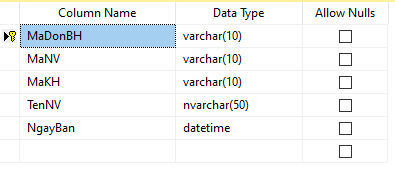 Column Name Data Type Allow Nulls
MaDonBH varchar(10)
MaNV varchar(10)
MaKH varchar(10)
TenNV nvarchar(50)
NgayBan datetime